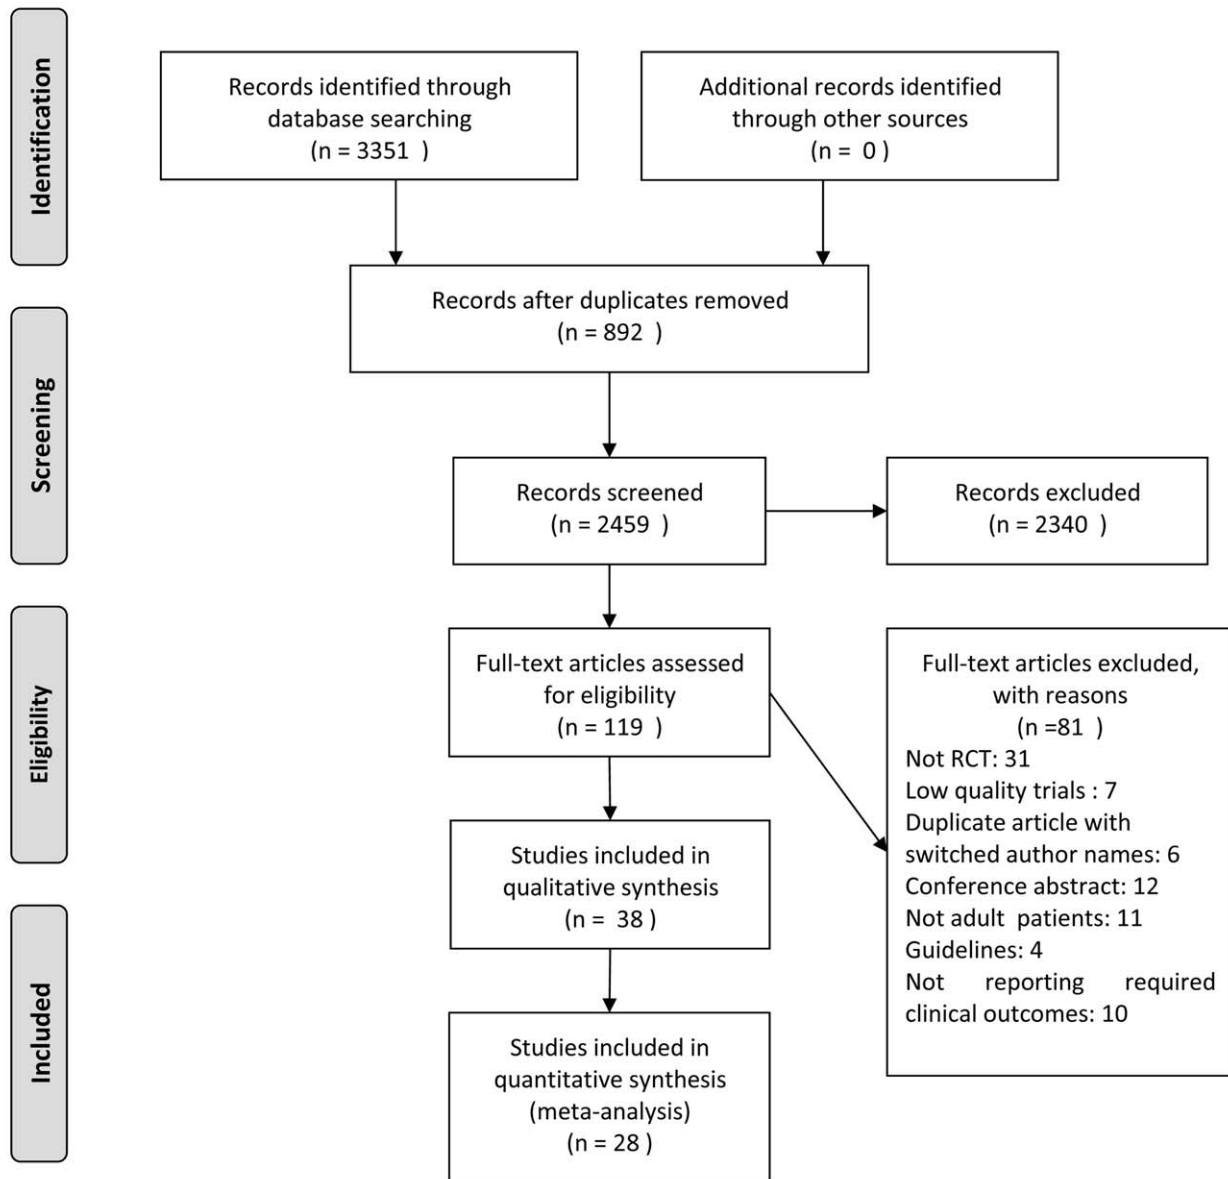 Identification
Records identified through
database searching
(n = 3351  )
Additional records identified
through other sources
(n =  0 )
Records after duplicates removed
(n = 892  )
Screening
Records screened
(n = 2459  )
Records excluded
(n = 2340  )
Eligibility
Full-text articles assessed
for eligibility
(n = 119  )
Full-text articles excluded,
with reasons
(n =81  )
Not RCT: 31
Low quality trials : 7
Duplicate article with
switched author names: 6
Conference abstract: 12
Not adult  patients: 11
Guidelines: 4
Not reporting required
clinical outcomes: 10
Studies included in
qualitative synthesis
(n =  38 )
Included
Studies included in
quantitative synthesis
(meta-analysis)
(n = 28 )